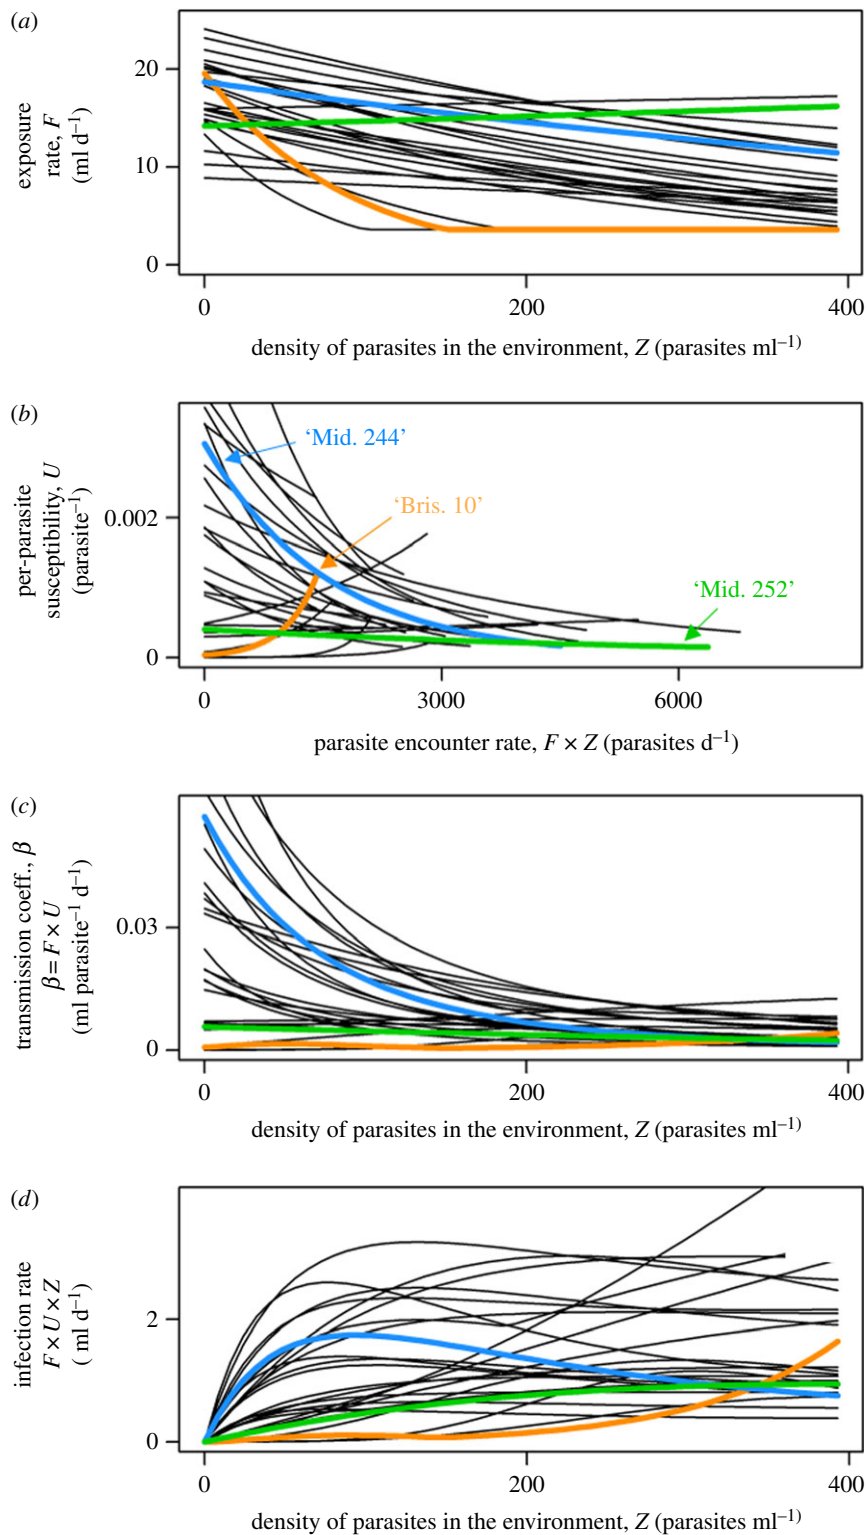 (a)
exposure
rate, F
(ml d⁻¹)
20
10
0
0 200 400
density of parasites in the environment, Z (parasites ml⁻¹)
(b)
per-parasite
susceptibility, U
(parasite⁻¹)
0.002
0
‘Mid. 244’
‘Bris. 10’
‘Mid. 252’
0 3000 6000
parasite encounter rate, F × Z (parasites d⁻¹)
(c)
transmission coeff., β
β = F × U
(ml parasite⁻¹ d⁻¹)
0.03
0
0 200 400
density of parasites in the environment, Z (parasites ml⁻¹)
(d)
infection rate
F × U × Z
( ml d⁻¹)
2
0
0 200 400
density of parasites in the environment, Z (parasites ml⁻¹)